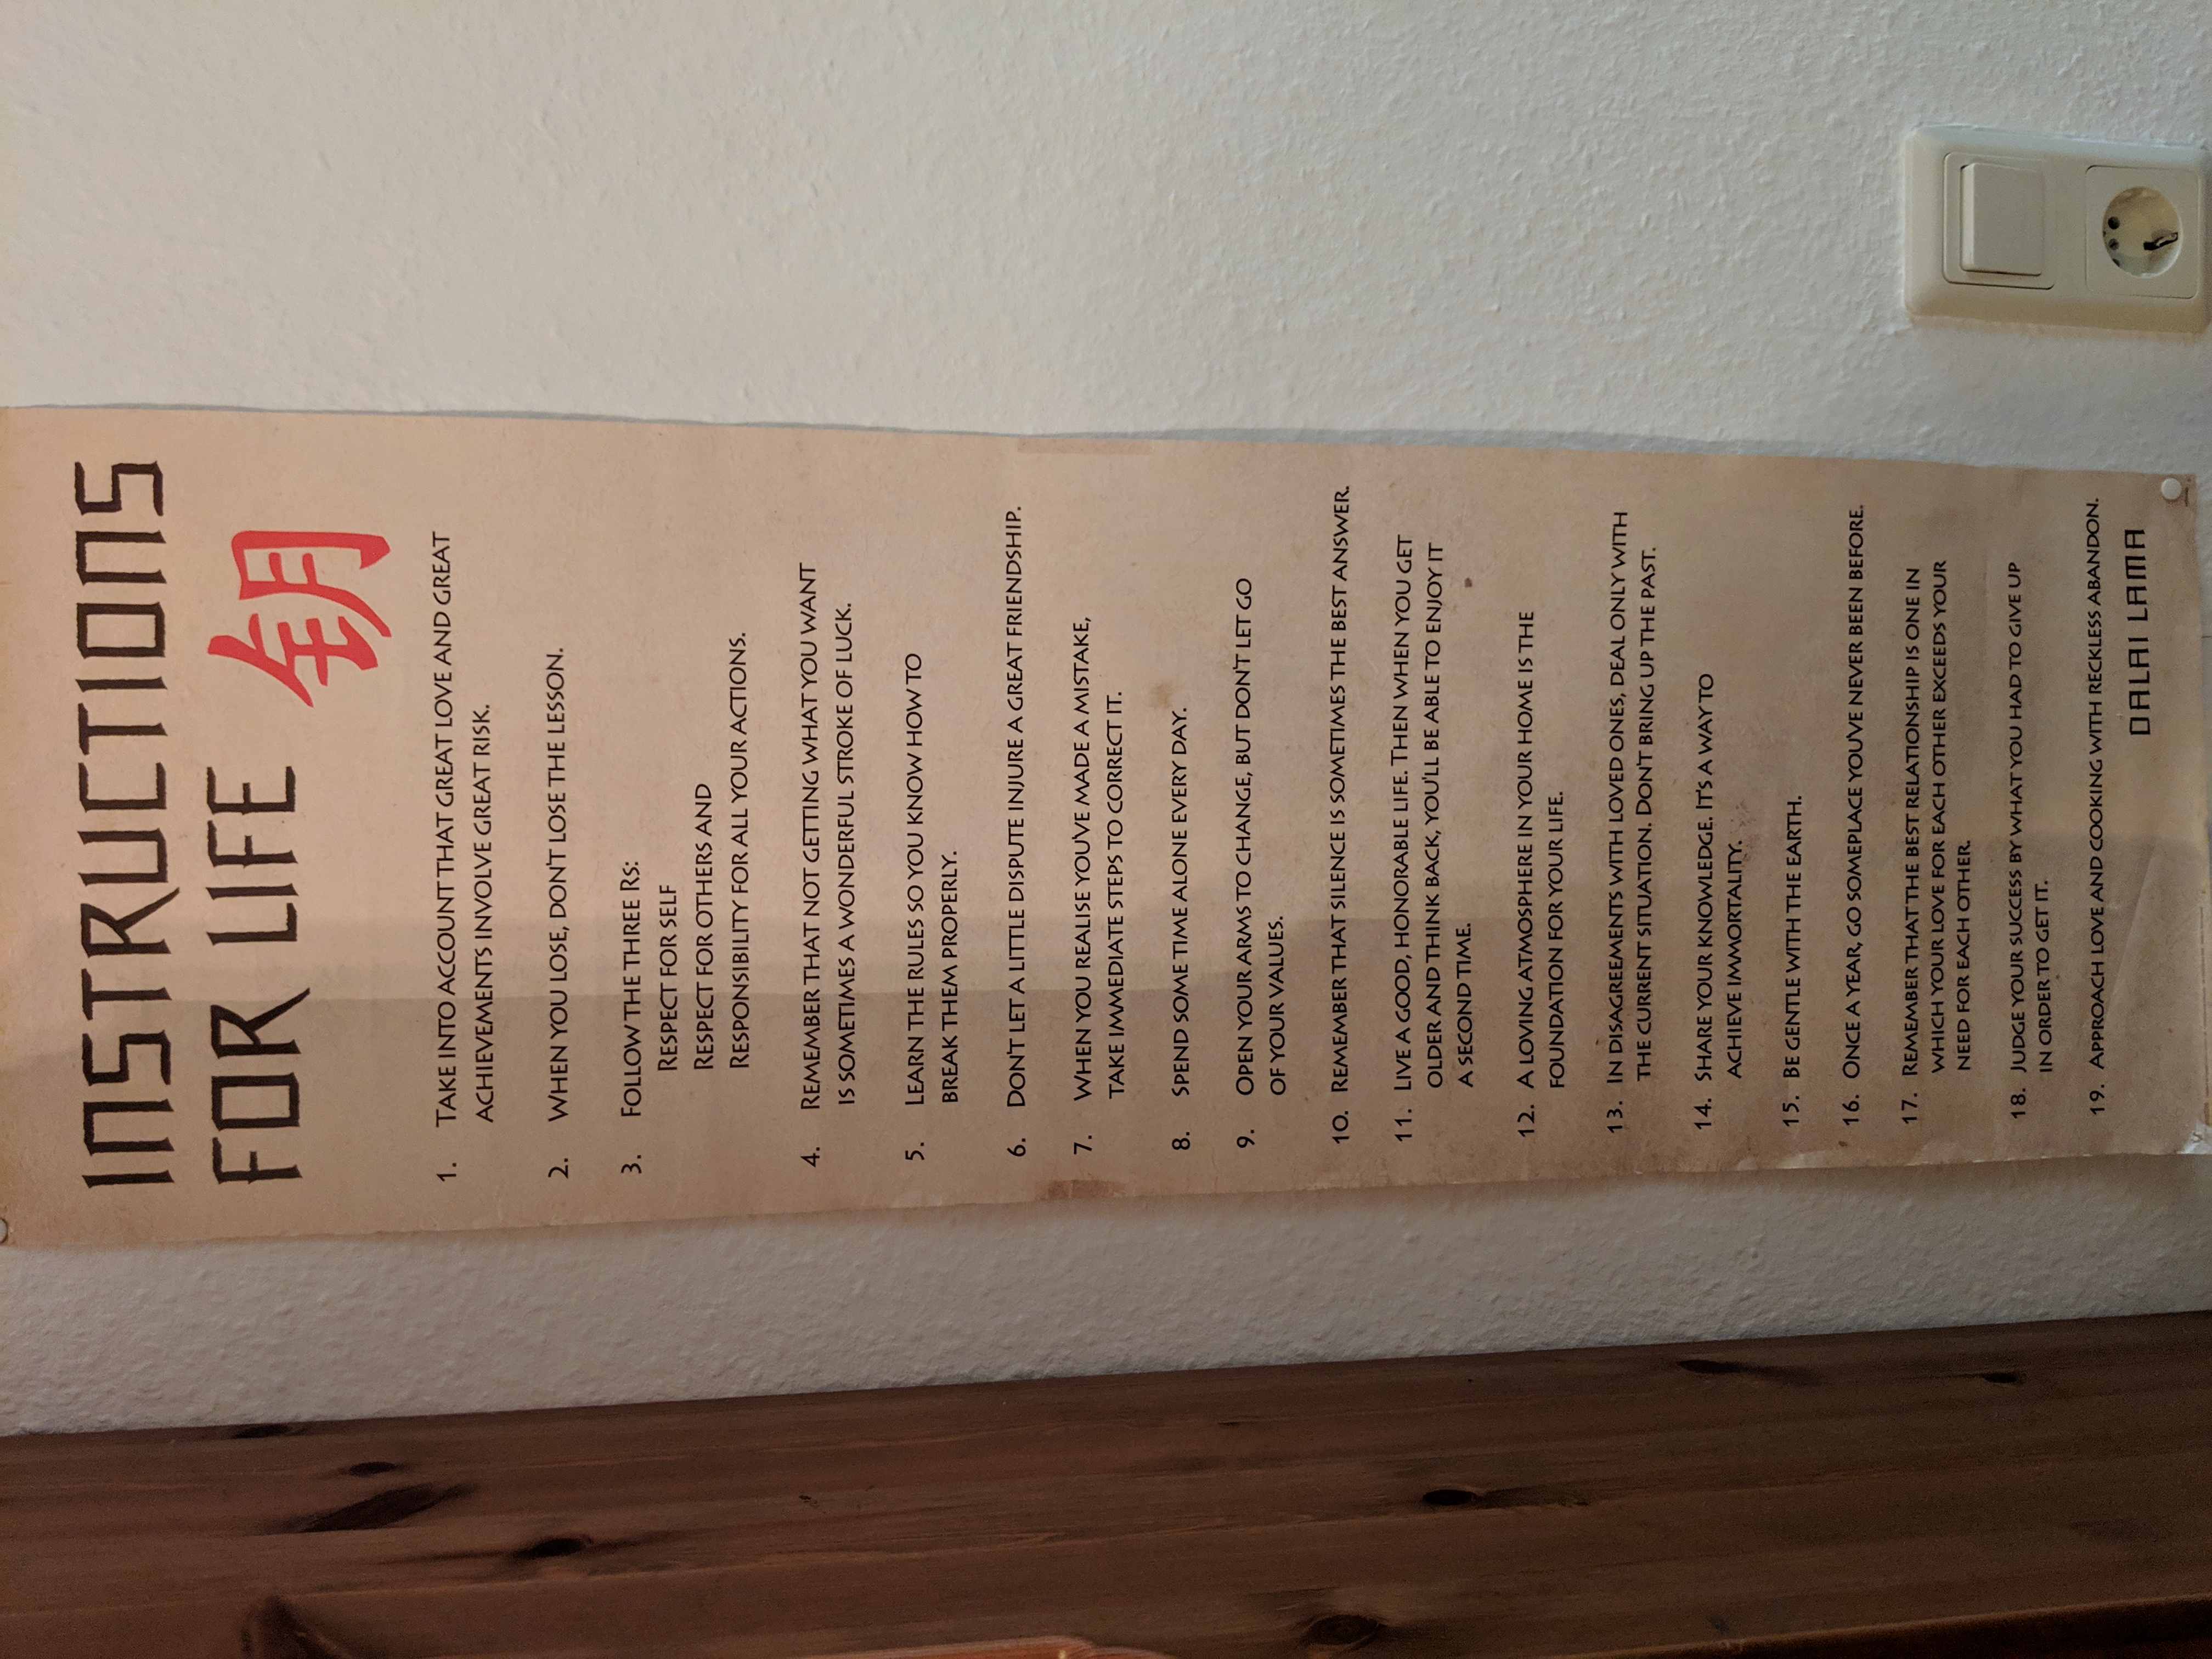 INSTRUCTIONS
FOR LIFE 钥
1. TAKE INTO ACCOUNT THAT GREAT LOVE AND GREAT
ACHIEVEMENTS INVOLVE GREAT RISK.
2. WHEN YOU LOSE, DON'T LOSE THE LESSON.
3. FOLLOW THE THREE RS:
RESPECT FOR SELF
RESPECT FOR OTHERS AND
RESPONSIBILITY FOR ALL YOUR ACTIONS.
4. REMEMBER THAT NOT GETTING WHAT YOU WANT
IS SOMETIMES A WONDERFUL STROKE OF LUCK.
5. LEARN THE RULES SO YOU KNOW HOW TO
BREAK THEM PROPERLY.
6. DON'T LET A LITTLE DISPUTE INJURE A GREAT FRIENDSHIP.
7. WHEN YOU REALISE YOU'VE MADE A MISTAKE,
TAKE IMMEDIATE STEPS TO CORRECT IT.
8. SPEND SOME TIME ALONE EVERY DAY.
9. OPEN YOUR ARMS TO CHANGE, BUT DON'T LET GO
OF YOUR VALUES.
10. REMEMBER THAT SILENCE IS SOMETIMES THE BEST ANSWER.
11. LIVE A GOOD, HONORABLE LIFE. THEN WHEN YOU GET
OLDER AND THINK BACK, YOU'LL BE ABLE TO ENJOY IT
A SECOND TIME.
12. A LOVING ATMOSPHERE IN YOUR HOME IS THE
FOUNDATION FOR YOUR LIFE.
13. IN DISAGREEMENTS WITH LOVED ONES, DEAL ONLY WITH
THE CURRENT SITUATION. DON'T BRING UP THE PAST.
14. SHARE YOUR KNOWLEDGE. IT'S A WAY TO
ACHIEVE IMMORTALITY.
15. BE GENTLE WITH THE EARTH.
16. ONCE A YEAR, GO SOMEPLACE YOU'VE NEVER BEEN BEFORE.
17. REMEMBER THAT THE BEST RELATIONSHIP IS ONE IN
WHICH YOUR LOVE FOR EACH OTHER EXCEEDS YOUR
NEED FOR EACH OTHER.
18. JUDGE YOUR SUCCESS BY WHAT YOU HAD TO GIVE UP
IN ORDER TO GET IT.
19. APPROACH LOVE AND COOKING WITH RECKLESS ABANDON.
DALAI LAMA